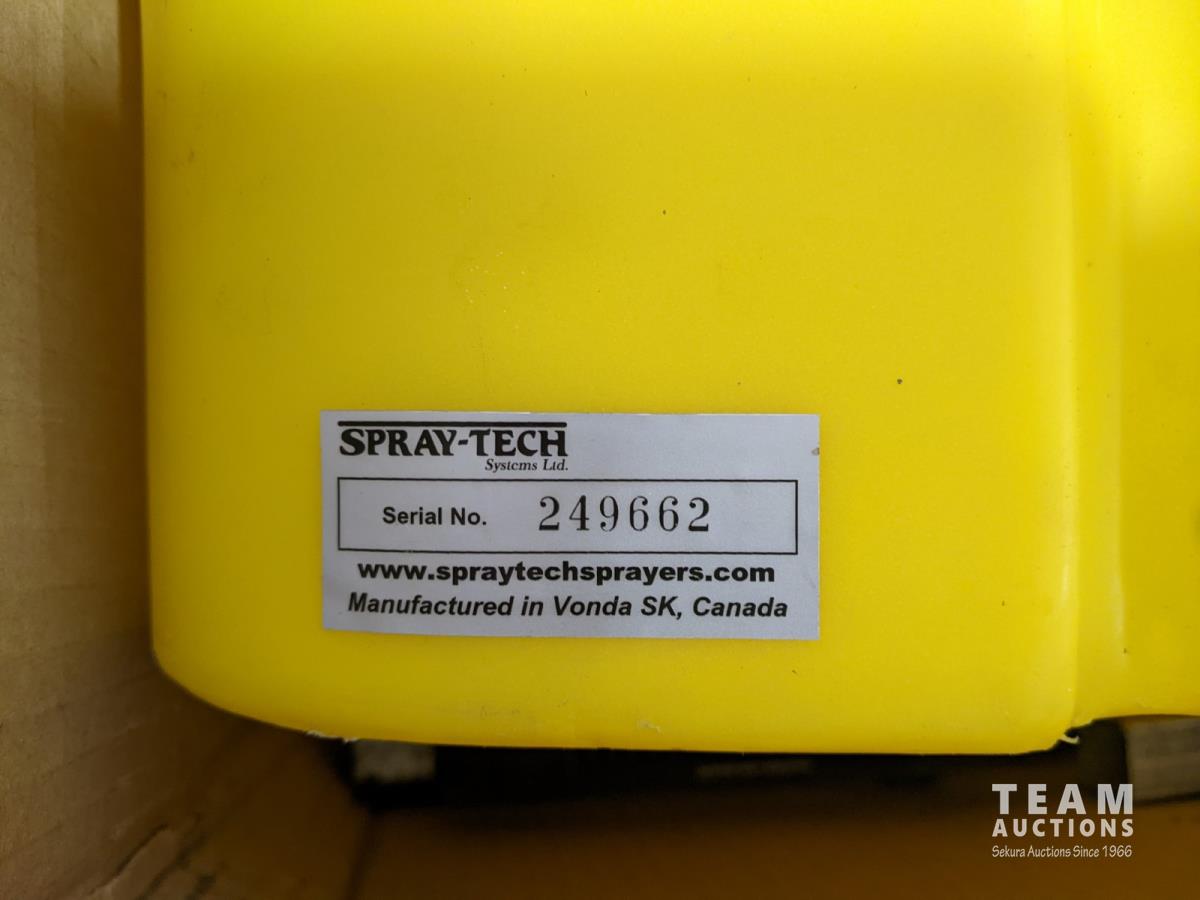 SPRAY-TECH
Systems Ltd.
Serial No. 249662
www.spraytechsprayers.com
Manufactured in Vonda SK, Canada
TEAM
AUCTIONS
Sekura Auctions Since 1966